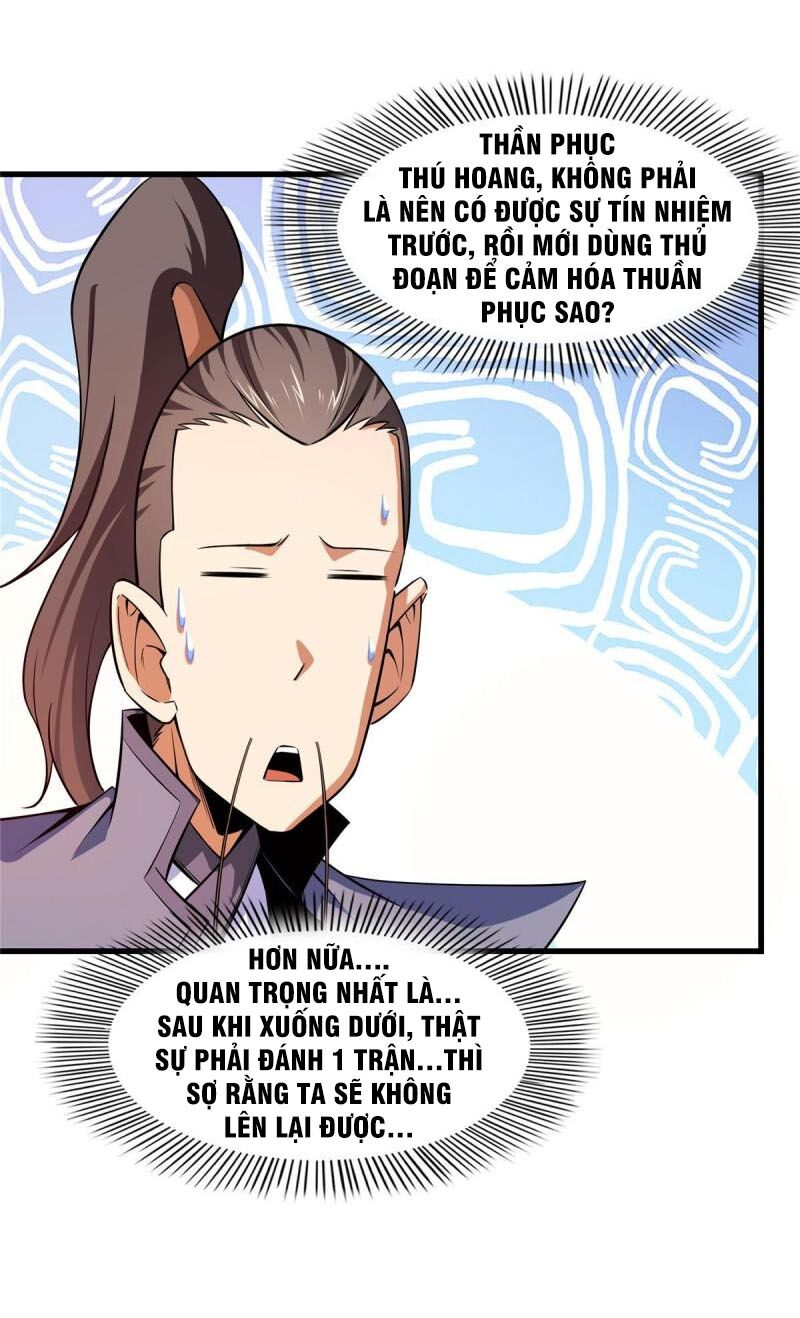 THẦN PHỤC
THÚ HOANG, KHÔNG PHẢI
LÀ NÊN CÓ ĐƯỢC SỰ TÍN NHIỆM
TRƯỚC, RỒI MỚI DÙNG THỦ
ĐOẠN ĐỂ CẢM HÓA THUẦN
PHỤC SAO?
HƠN NỮA....
QUAN TRỌNG NHẤT LÀ...
SAU KHI XUỐNG DƯỚI, THẬT
SỰ PHẢI ĐÁNH 1 TRẬN...THÌ
SỢ RẰNG TA SẼ KHÔNG
LÊN LẠI ĐƯỢC...